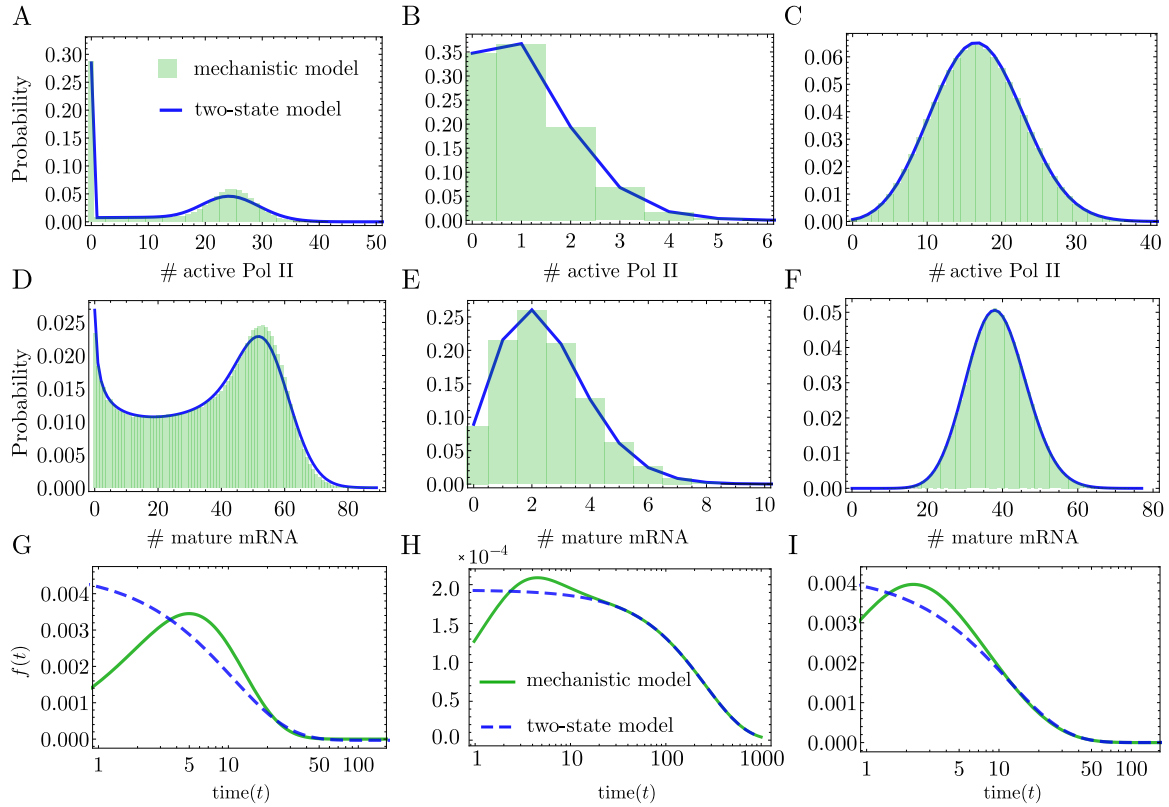 A
B
C
0.30
0.25
0.20
0.15
0.10
0.05
0.00
Probability
mechanistic model
two-state model
0 10 20 30 40 50
# active Pol II
0.35
0.30
0.25
0.20
0.15
0.10
0.05
0.00
0 1 2 3 4 5 6
# active Pol II
0.06
0.05
0.04
0.03
0.02
0.01
0.00
0 10 20 30 40
# active Pol II
D
E
F
0.025
0.020
0.015
0.010
0.005
0.000
Probability
0 20 40 60 80
# mature mRNA
0.25
0.20
0.15
0.10
0.05
0.00
0 2 4 6 8 10
# mature mRNA
0.05
0.04
0.03
0.02
0.01
0.00
0 20 40 60 80
# mature mRNA
G
H
I
0.004
0.003
0.002
0.001
0.000
f(t)
1 5 10 50 100
time(t)
×10⁻⁴
2.0
1.5
1.0
0.5
0.0
mechanistic model
two-state model
1 10 100 1000
time(t)
0.004
0.003
0.002
0.001
0.000
1 5 10 50 100
time(t)